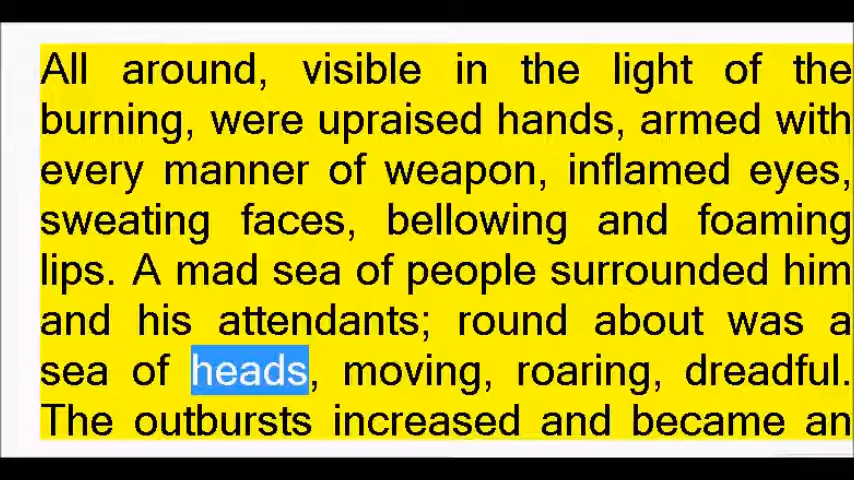 All around, visible in the light of the
burning, were upraised hands, armed with
every manner of weapon, inflamed eyes,
sweating faces, bellowing and foaming
lips. A mad sea of people surrounded him
and his attendants; round about was a
sea of heads, moving, roaring, dreadful.
The outbursts increased and became an